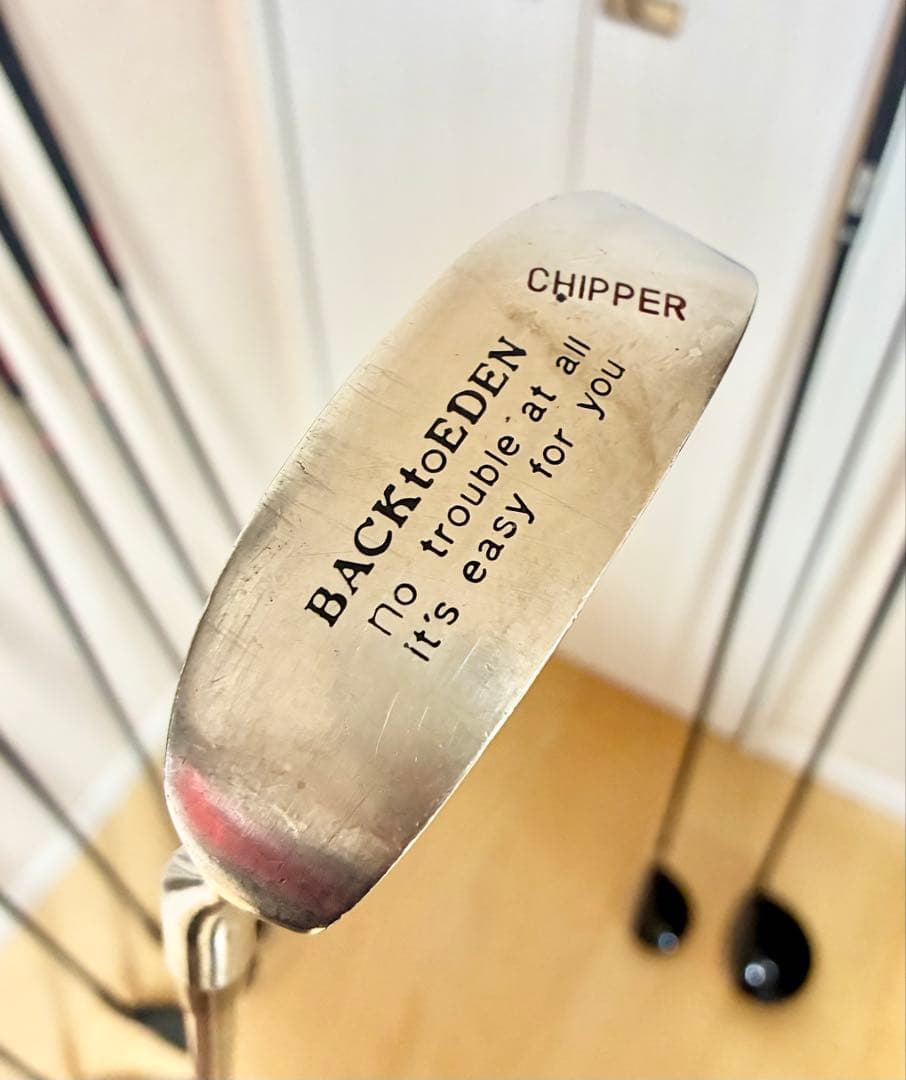 CHIPPER
BACKtoEDEN
no trouble at all
it's easy for you